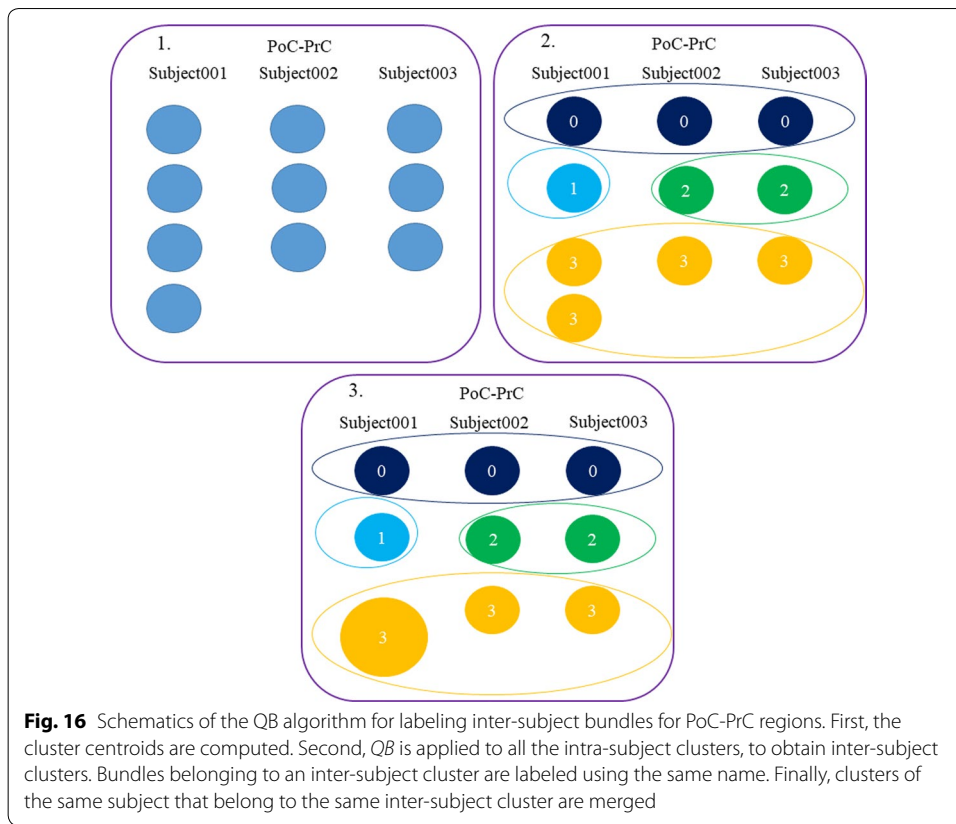 1.
PoC-PrC
Subject001 Subject002 Subject003
2.
PoC-PrC
Subject001 Subject002 Subject003
0 0 0
1 2 2
3 3 3
3
3.
PoC-PrC
Subject001 Subject002 Subject003
0 0 0
1 2 2
3 3 3
Fig. 16 Schematics of the QB algorithm for labeling inter-subject bundles for PoC-PrC regions. First, the
cluster centroids are computed. Second, QB is applied to all the intra-subject clusters, to obtain inter-subject
clusters. Bundles belonging to an inter-subject cluster are labeled using the same name. Finally, clusters of
the same subject that belong to the same inter-subject cluster are merged